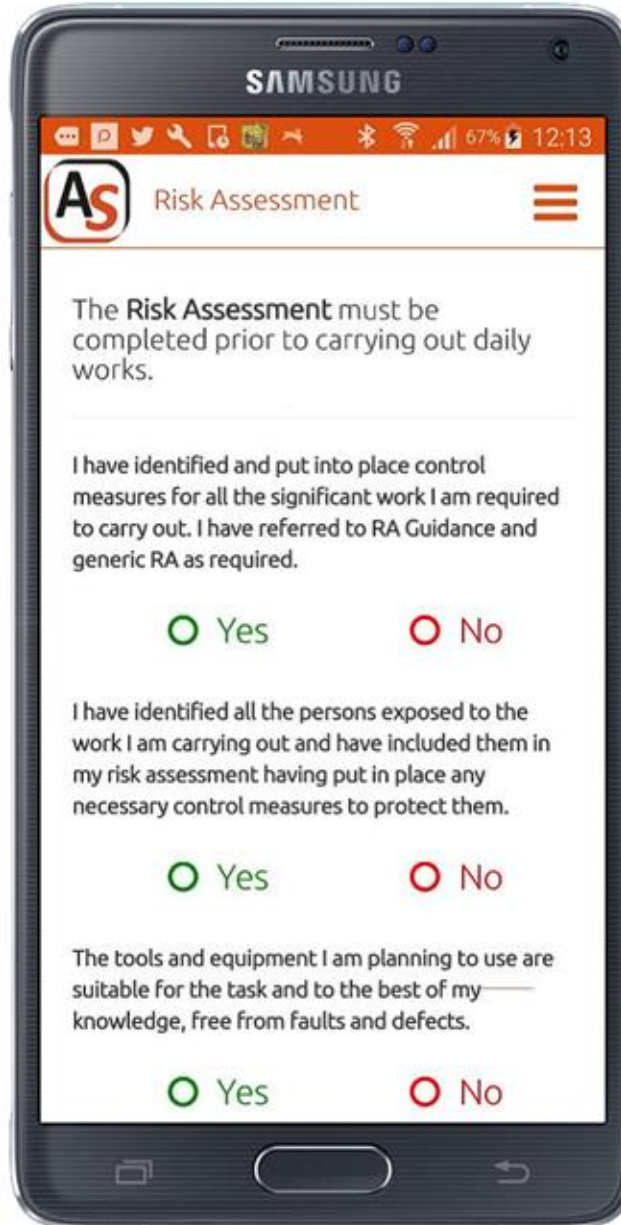 SAMSUNG
67% 12:13
AS Risk Assessment
The Risk Assessment must be
completed prior to carrying out daily
works.
I have identified and put into place control
measures for all the significant work I am required
to carry out. I have referred to RA Guidance and
generic RA as required.
Yes No
I have identified all the persons exposed to the
work I am carrying out and have included them in
my risk assessment having put in place any
necessary control measures to protect them.
Yes No
The tools and equipment I am planning to use are
suitable for the task and to the best of my
knowledge, free from faults and defects.
Yes No